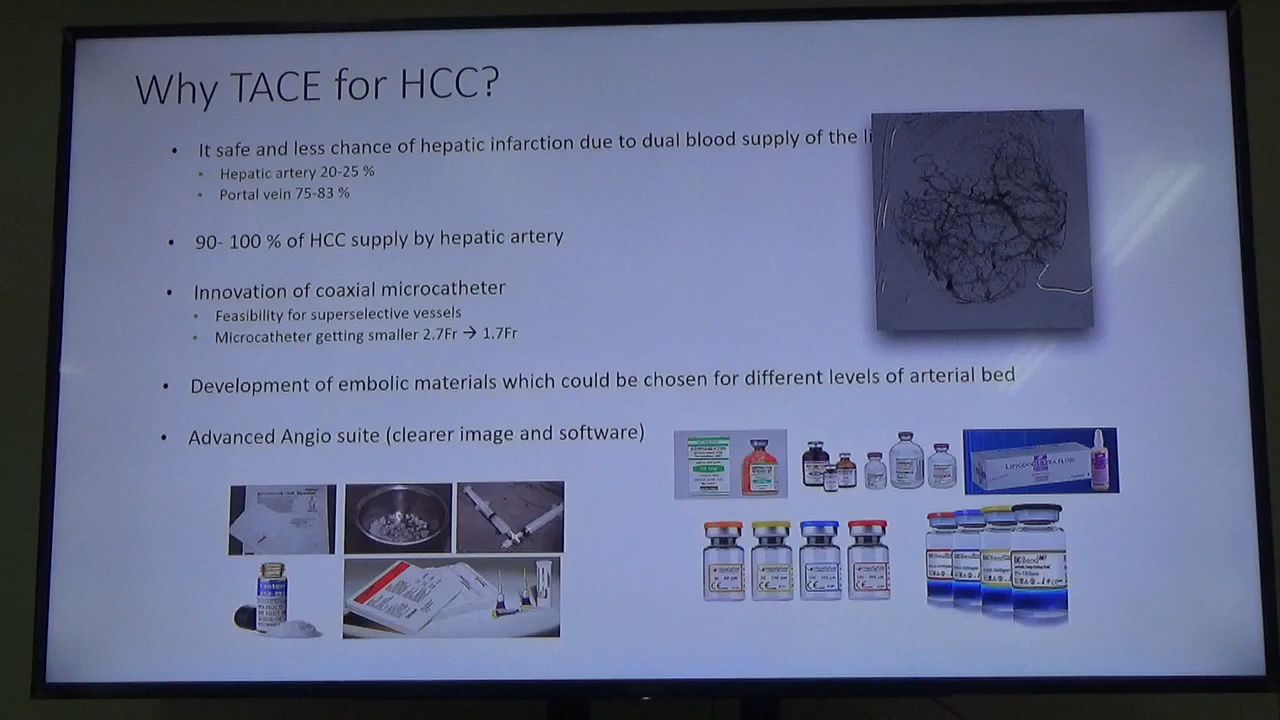 Why TACE for HCC?
• It safe and less chance of hepatic infarction due to dual blood supply of the li
• Hepatic artery 20-25 %
• Portal vein 75-83 %
• 90- 100 % of HCC supply by hepatic artery
• Innovation of coaxial microcatheter
• Feasibility for superselective vessels
• Microcatheter getting smaller 2.7Fr → 1.7Fr
• Development of embolic materials which could be chosen for different levels of arterial bed
• Advanced Angio suite (clearer image and software)
LIPIODOL ULTRA FLUID
Contour
DC Bead